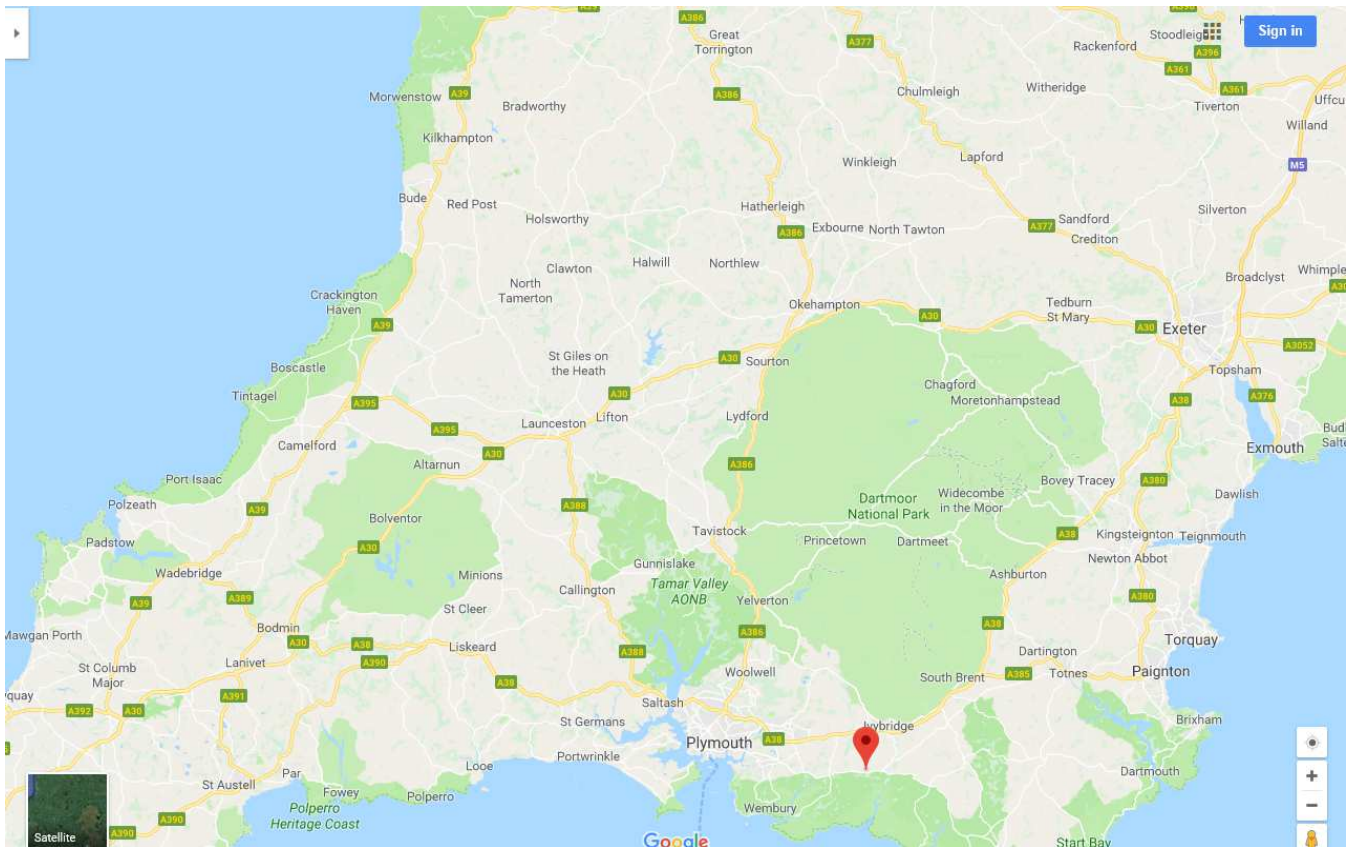 A39
A386
Great
Torrington
A377
Rackenford
Stoodleigh
A396
A361
Sign in
Morwenstow
A39
Bradworthy
A386
Chulmleigh
Witheridge
A361
Tiverton
Uffcu
Willand
Kilkhampton
Winkleigh
Lapford
M5
Bude
Red Post
Holsworthy
Hatherleigh
Exbourne
North Tawton
Sandford
A377
Crediton
Silverton
A386
Clawton
Halwill
Northlew
Broadclyst
Whimple
North
Tamerton
A30
Crackington
Haven
A39
Okehampton
A30
Tedburn
St Mary
A30
Exeter
A3052
Boscastle
St Giles on
the Heath
A30
Sourton
Topsham
Tintagel
A395
A30
Chagford
Moretonhampstead
A38
A376
Launceston
Lifton
Lydford
A395
Camelford
A30
Altarnun
A386
Exmouth
Port Isaac
A388
Bovey Tracey
A380
Dawlish
Polzeath
A39
Bolventor
Dartmoor
National Park
Widecombe
in the Moor
Padstow
A30
Tavistock
Princetown
Dartmeet
A38
Kingsteignton
Teignmouth
Newton Abbot
Wadebridge
Minions
Gunnislake
Ashburton
A39
A389
St Cleer
Callington
Tamar Valley
AONB
Yelverton
A380
Mawgan Porth
Bodmin
A30
A38
A390
Liskeard
A388
A386
A38
Torquay
Dartington
St Columb
Major
Lanivet
Woolwell
South Brent
A385
Totnes
Paignton
quay
A392
A30
A391
A38
Saltash
St Germans
Ivybridge
Brixham
Plymouth
A38
Portwrinkle
Par
Looe
Dartmouth
St Austell
Fowey
Polperro
Wembury
Polperro
Heritage Coast
A390
A390
Satellite
Google
Start Bay